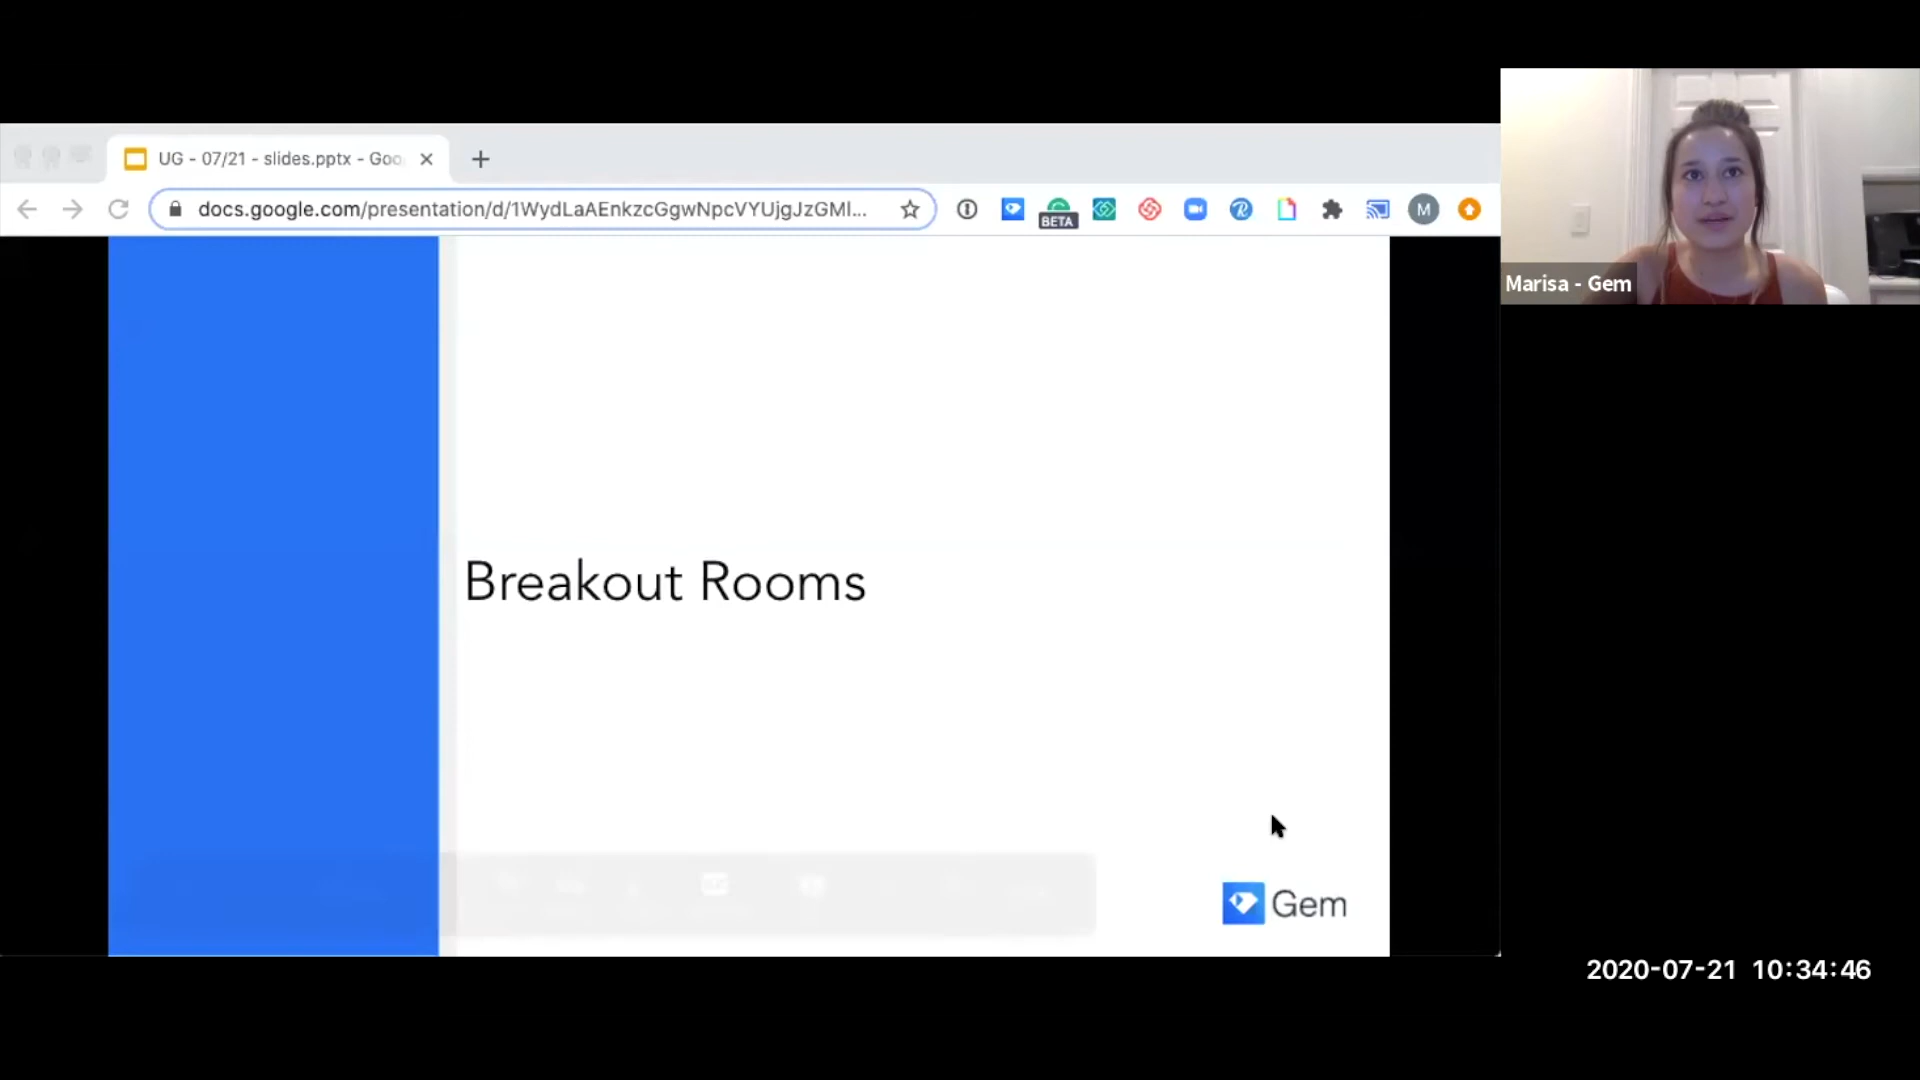 UG - 07/21 - slides.pptx - Goo
docs.google.com/presentation/d/1WydLaAEnkzcGgwNpcVYUjgJzGMl...
BETA
M
Marisa - Gem
Breakout Rooms
Gem
2020-07-21 10:34:46